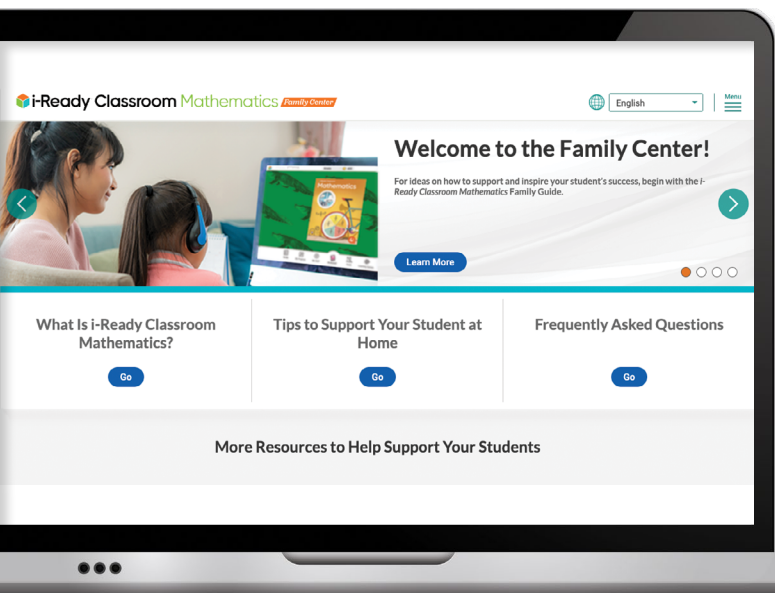 i-Ready Classroom Mathematics Family Center
English
Menu
Welcome to the Family Center!
For ideas on how to support and inspire your student's success, begin with the i-
Ready Classroom Mathematics Family Guide.
Learn More
Mathematics
What Is i-Ready Classroom
Mathematics?
Go
Tips to Support Your Student at
Home
Go
Frequently Asked Questions
Go
More Resources to Help Support Your Students